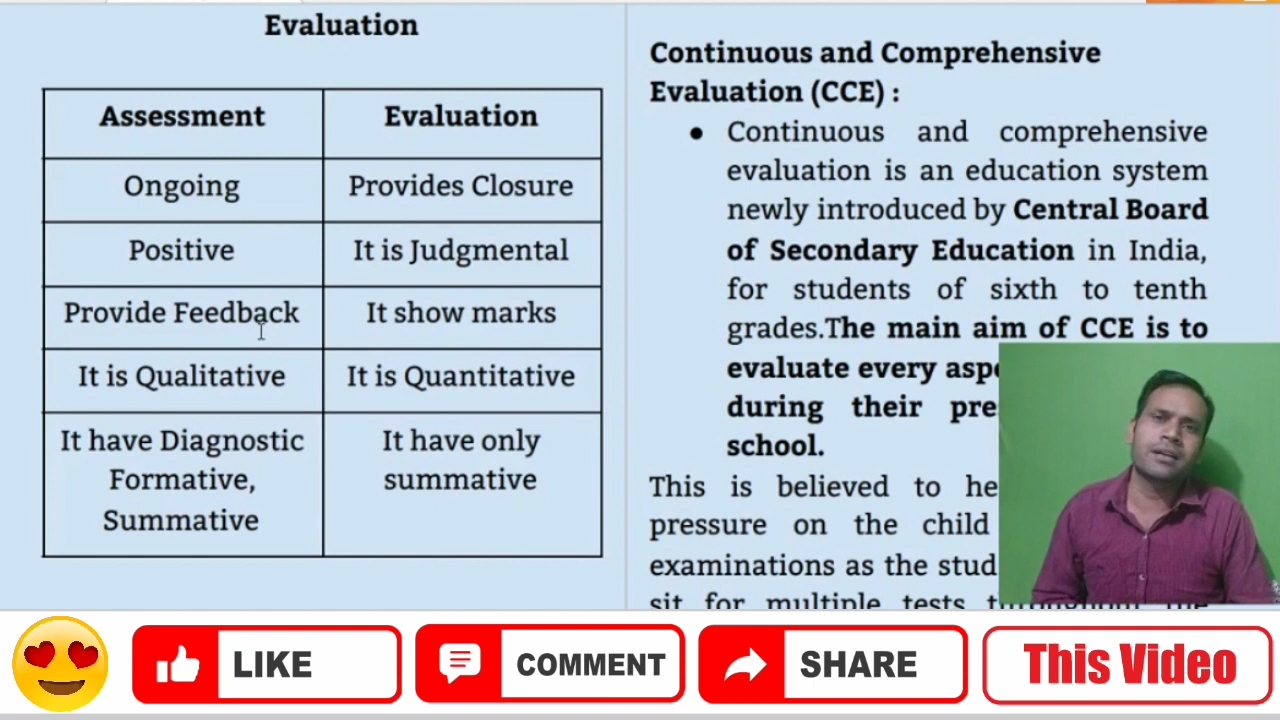 Evaluation
Assessment
Evaluation
Ongoing
Provides Closure
Positive
It is Judgmental
Provide Feedback
It show marks
It is Qualitative
It is Quantitative
It have Diagnostic
Formative,
Summative
It have only
summative
Continuous and Comprehensive
Evaluation (CCE) :
● Continuous and comprehensive
evaluation is an education system
newly introduced by Central Board
of Secondary Education in India,
for students of sixth to tenth
grades.The main aim of CCE is to
evaluate every
during their
school.
This is believed to
pressure on the child
examinations as the
sit for multiple tests
LIKE
COMMENT
SHARE
This Video